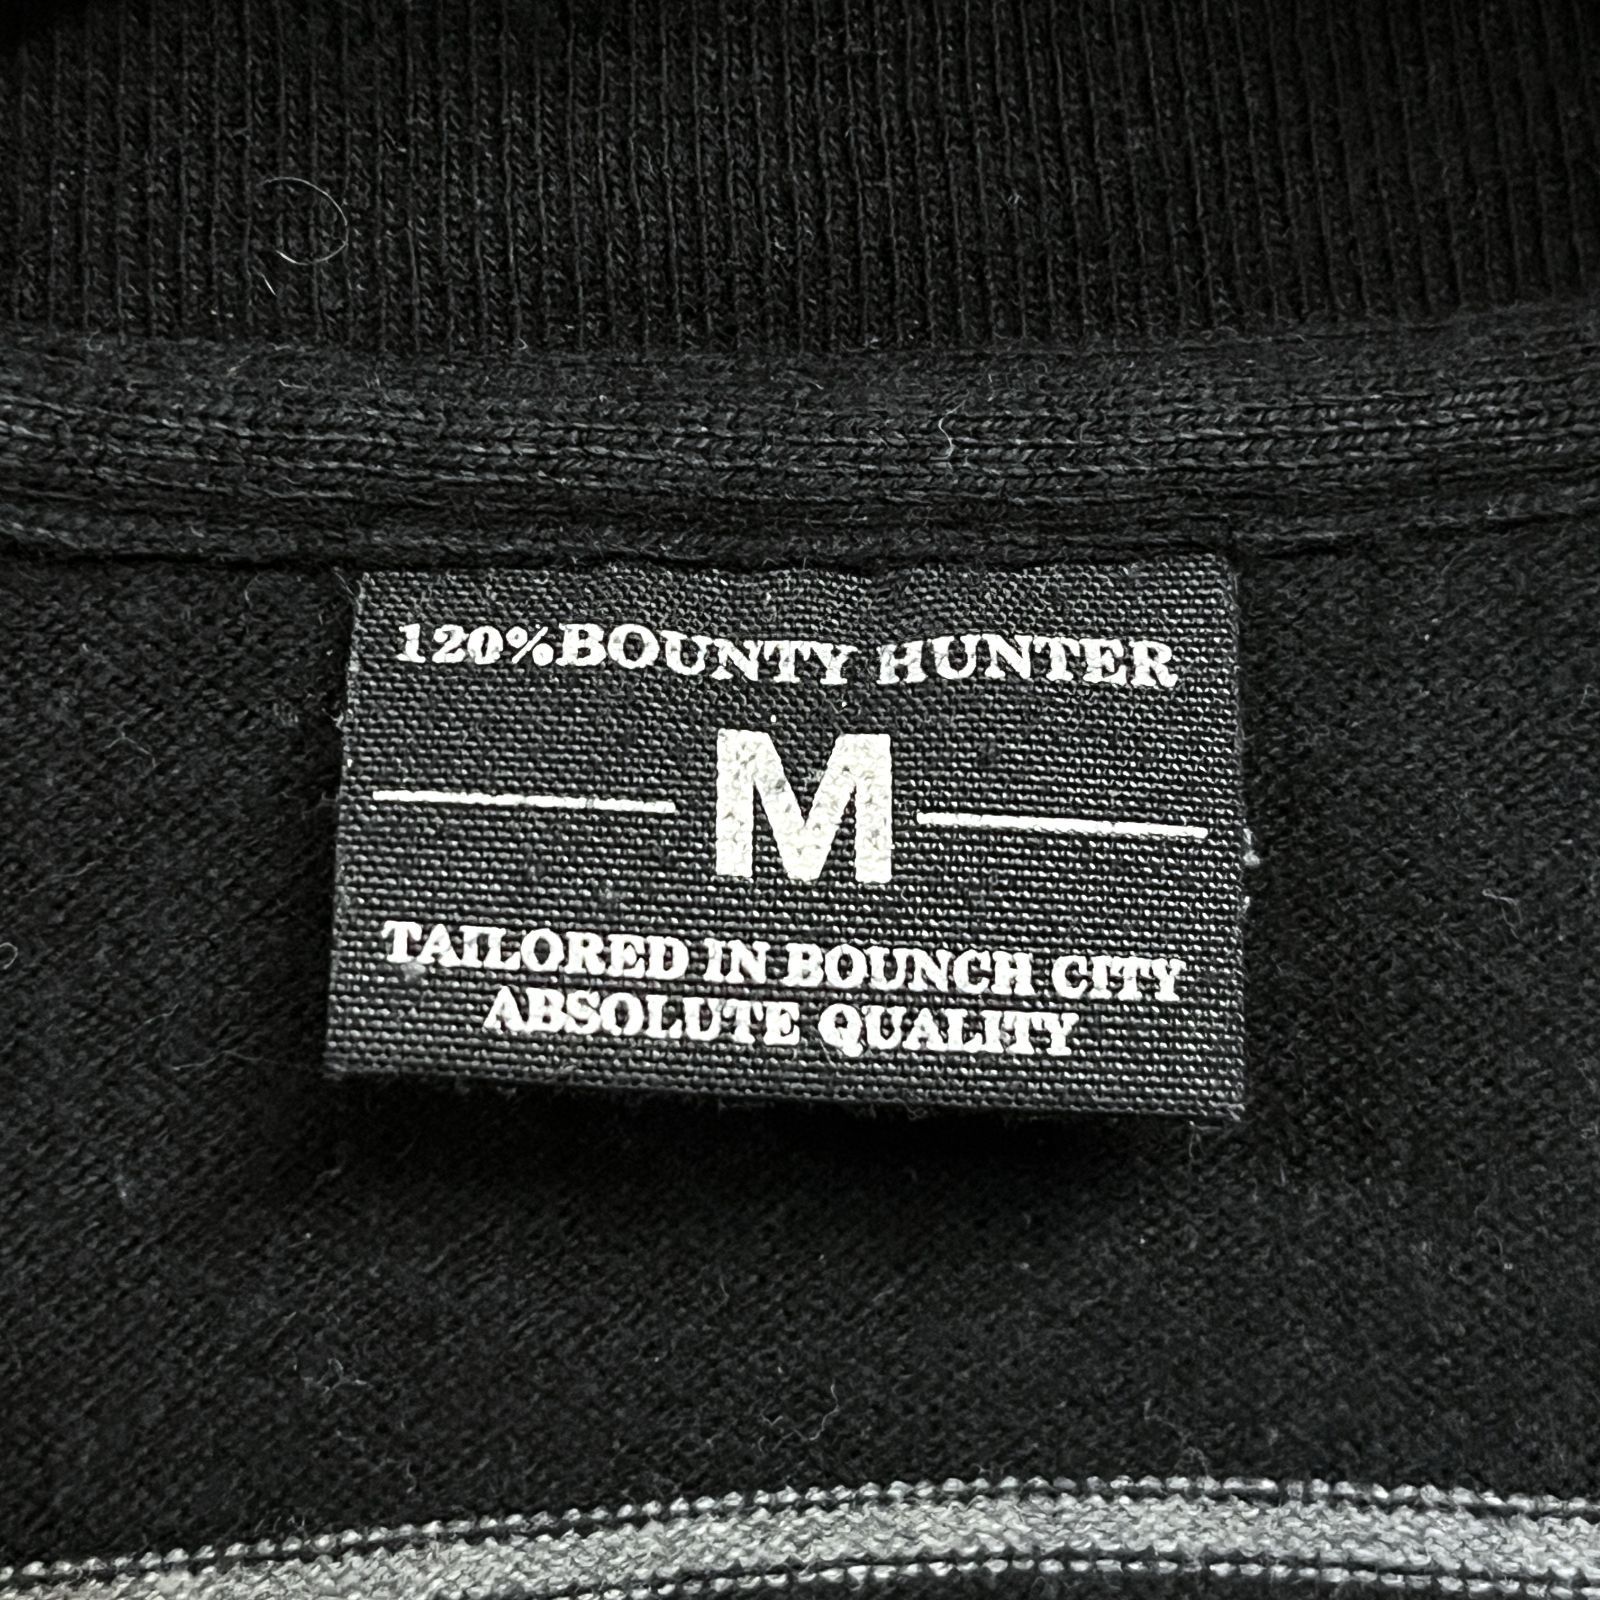 120%BOUNTY HUNTER
M
TAILORED IN BOUNCH CITY
ABSOLUTE QUALITY